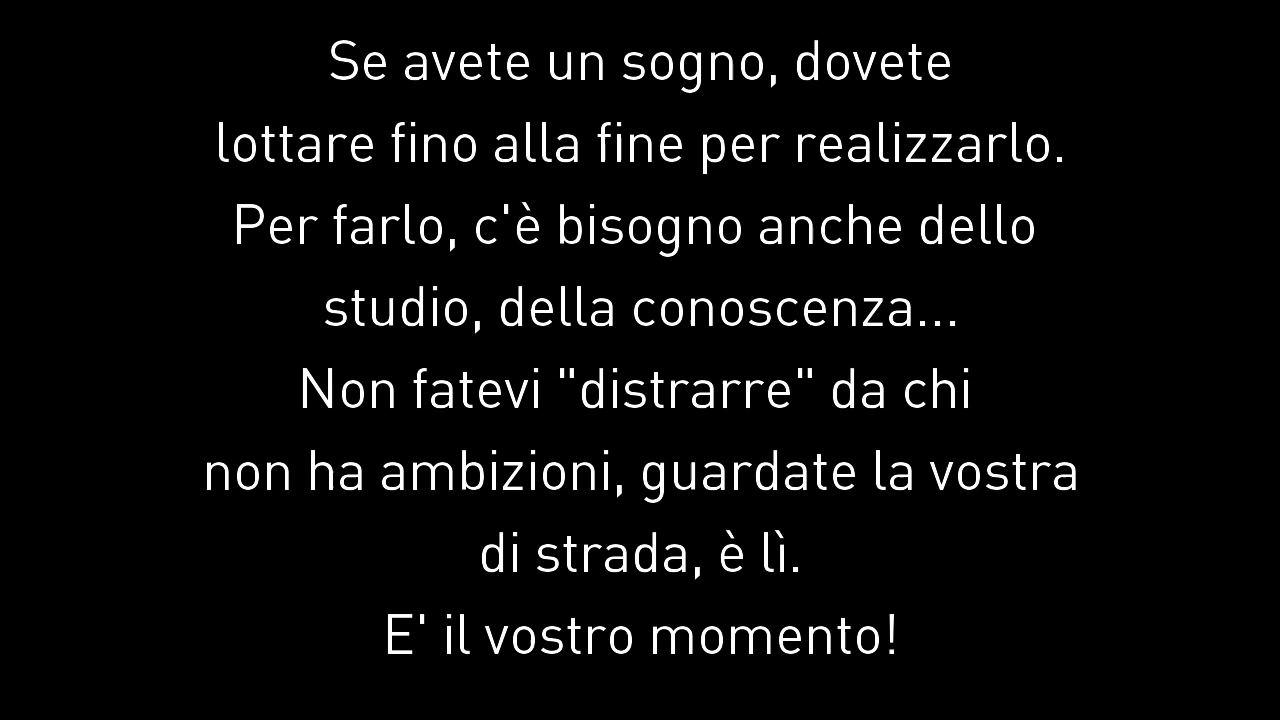 Se avete un sogno, dovete
lottare fino alla fine per realizzarlo.
Per farlo, c'è bisogno anche dello
studio, della conoscenza...
Non fatevi "distrarre" da chi
non ha ambizioni, guardate la vostra
di strada, è lì.
E' il vostro momento!